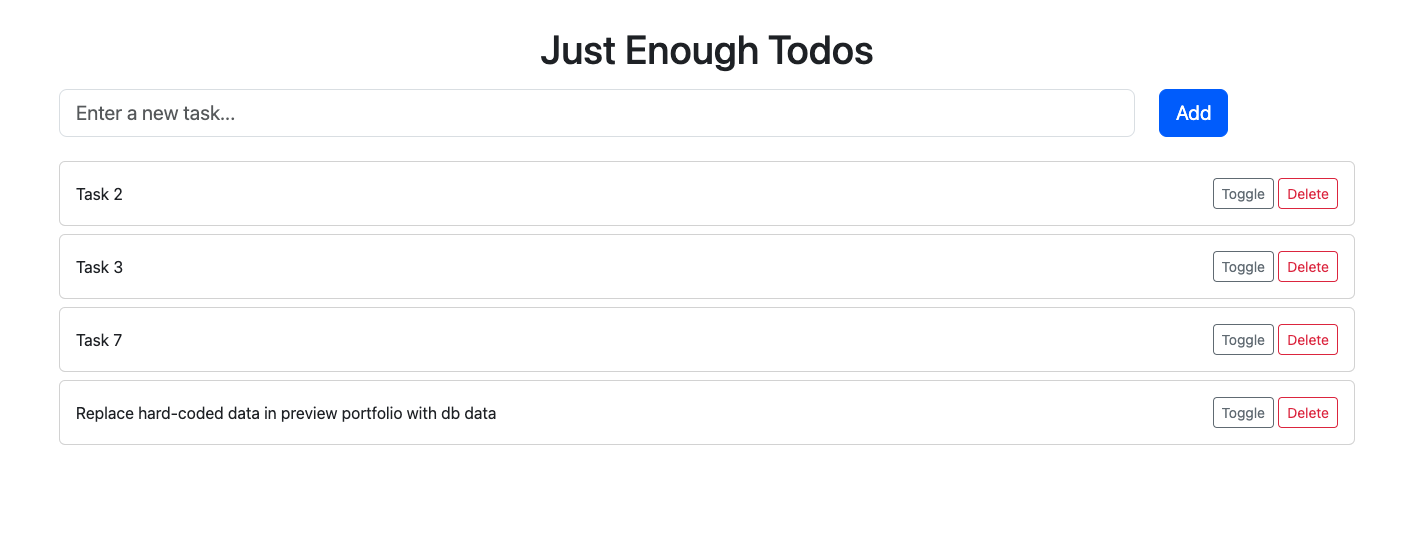 Just Enough Todos
Enter a new task...
Add
Task 2
Toggle Delete
Task 3
Toggle Delete
Task 7
Toggle Delete
Replace hard-coded data in preview portfolio with db data
Toggle Delete